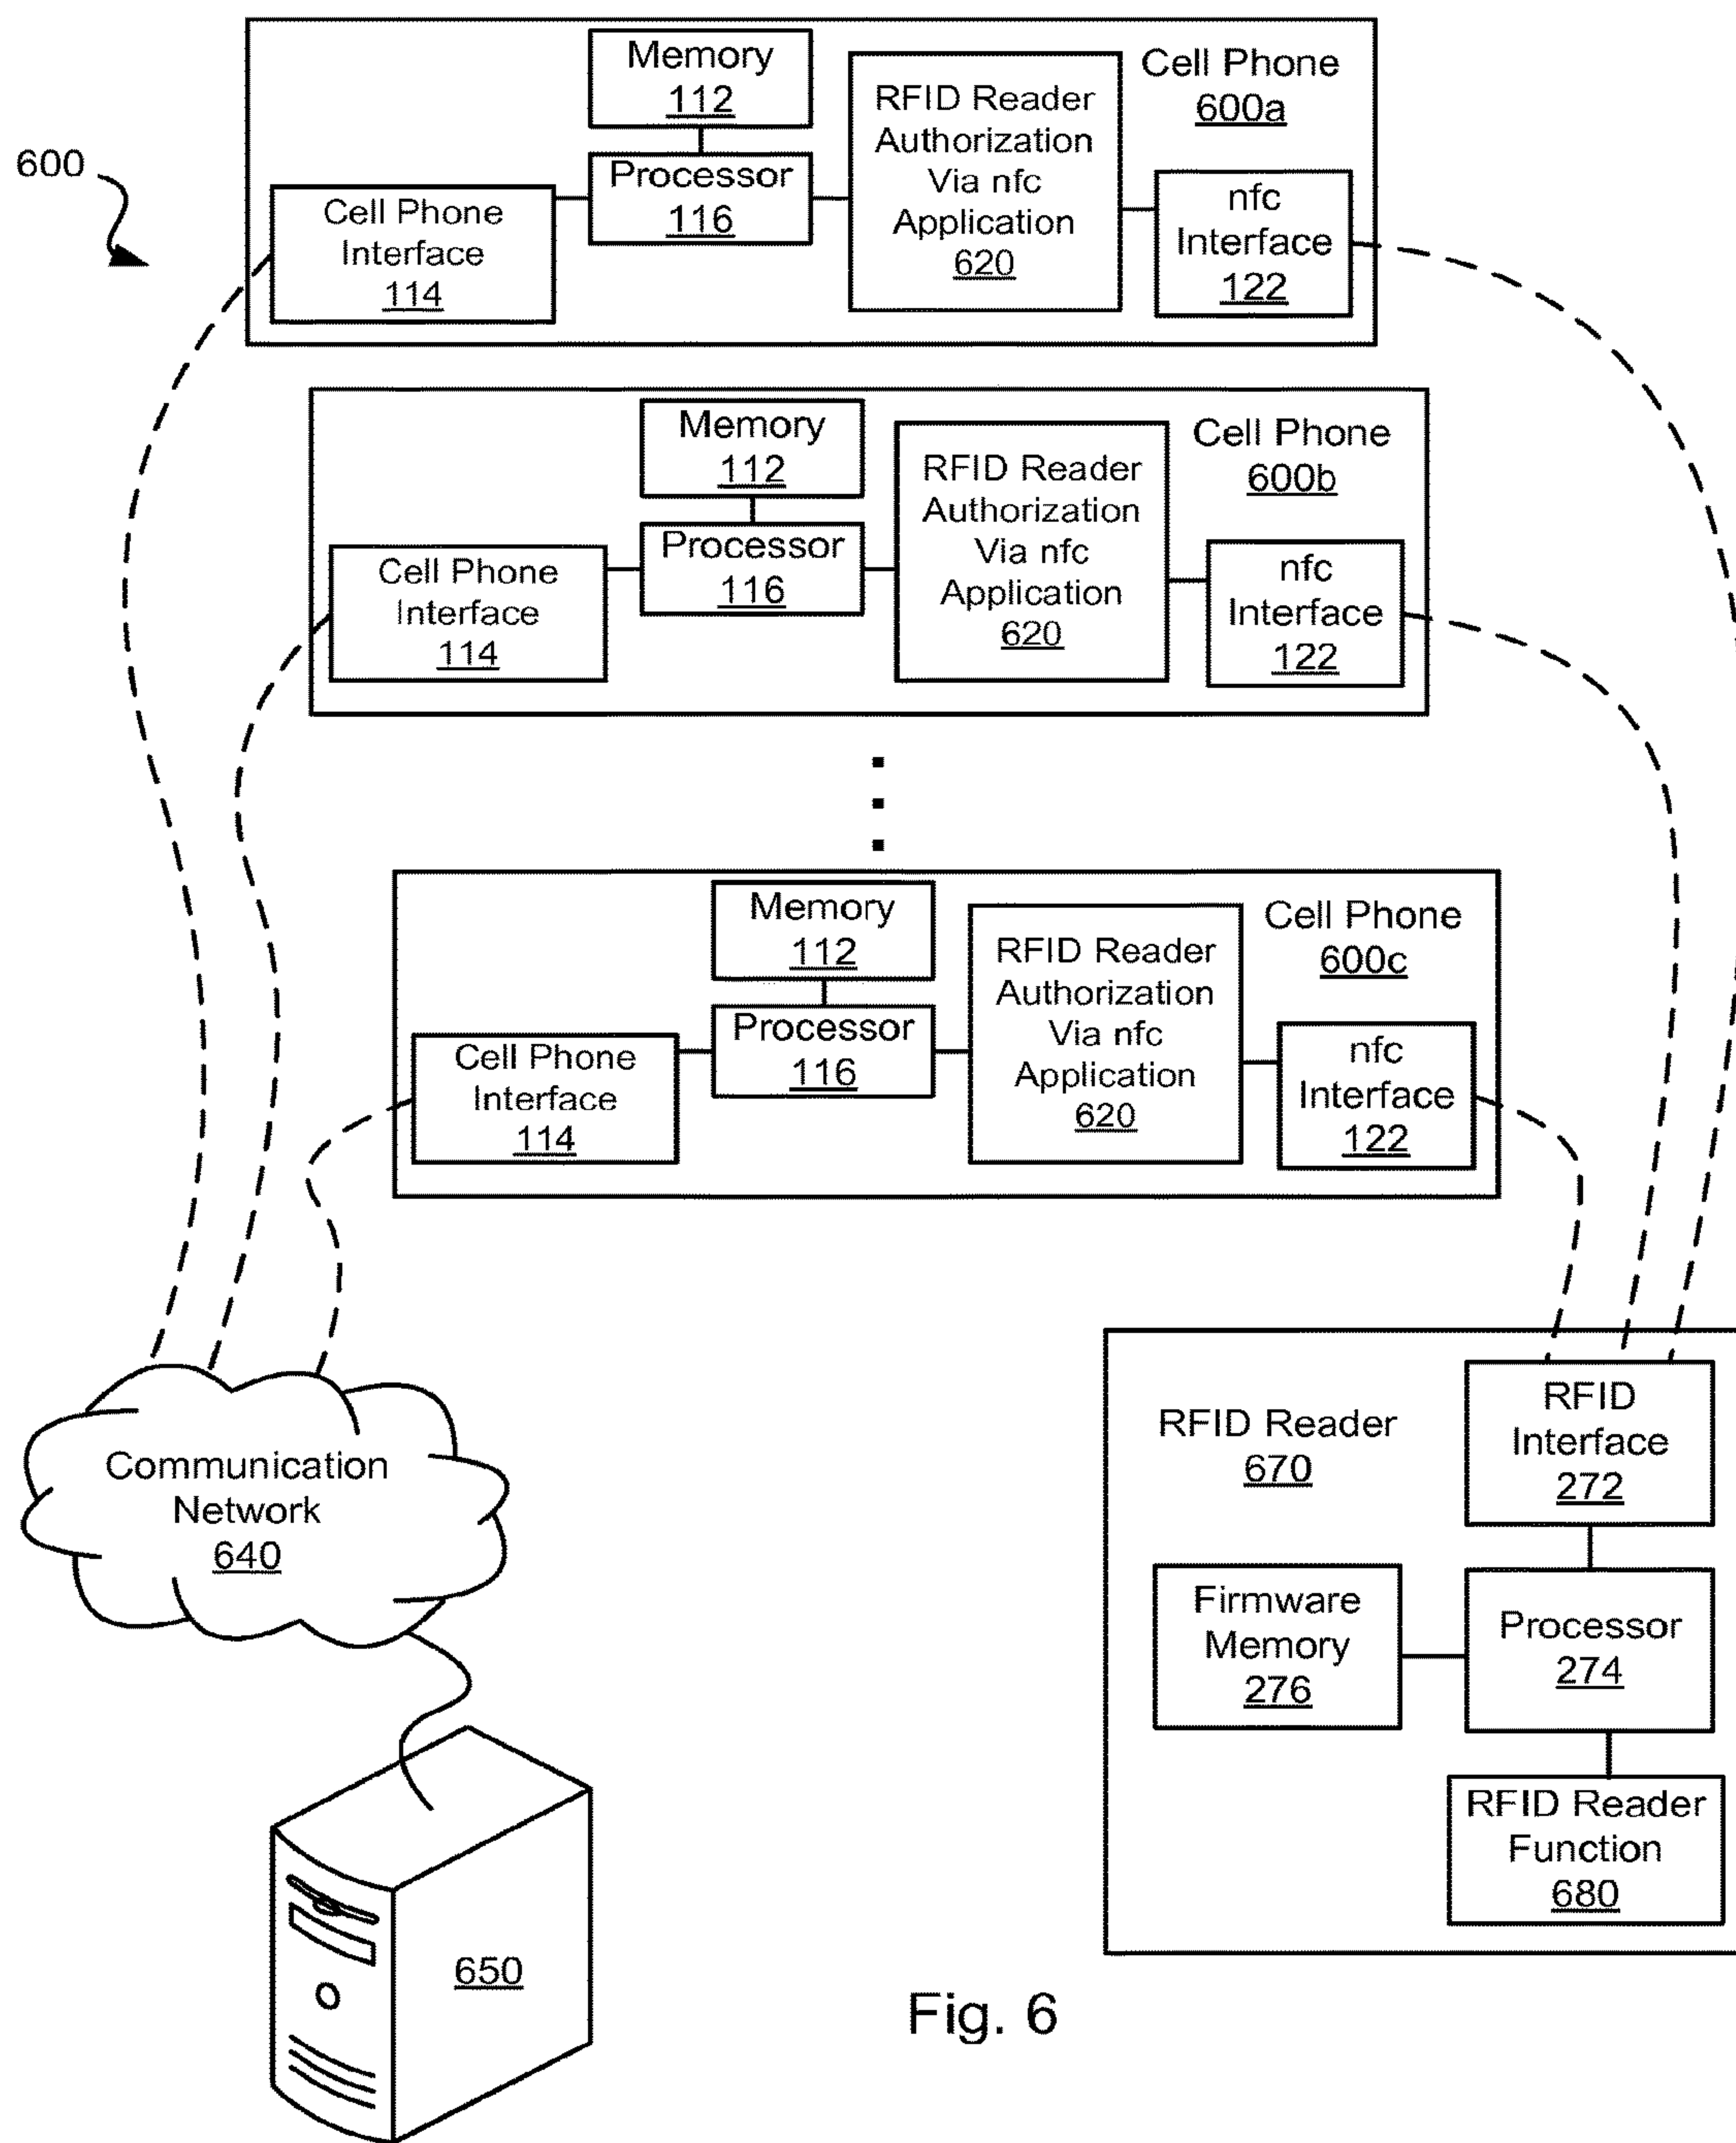 600
Memory
112
Processor
116
Cell Phone
Interface
114
RFID Reader
Authorization
Via nfc
Application
620
Cell Phone
600a
nfc
Interface
122
Memory
112
Processor
116
Cell Phone
Interface
114
RFID Reader
Authorization
Via nfc
Application
620
Cell Phone
600b
nfc
Interface
122
Memory
112
Processor
116
Cell Phone
Interface
114
RFID Reader
Authorization
Via nfc
Application
620
Cell Phone
600c
nfc
Interface
122
Communication
Network
640
650
RFID Reader
670
RFID
Interface
272
Firmware
Memory
276
Processor
274
RFID Reader
Function
680
Fig. 6